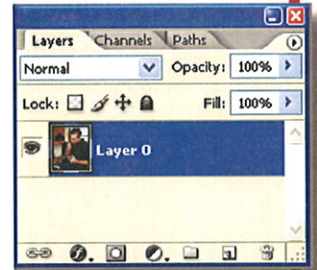 Layers Channels Paths
Normal Opacity: 100%
Lock: Fill: 100%
Layer 0